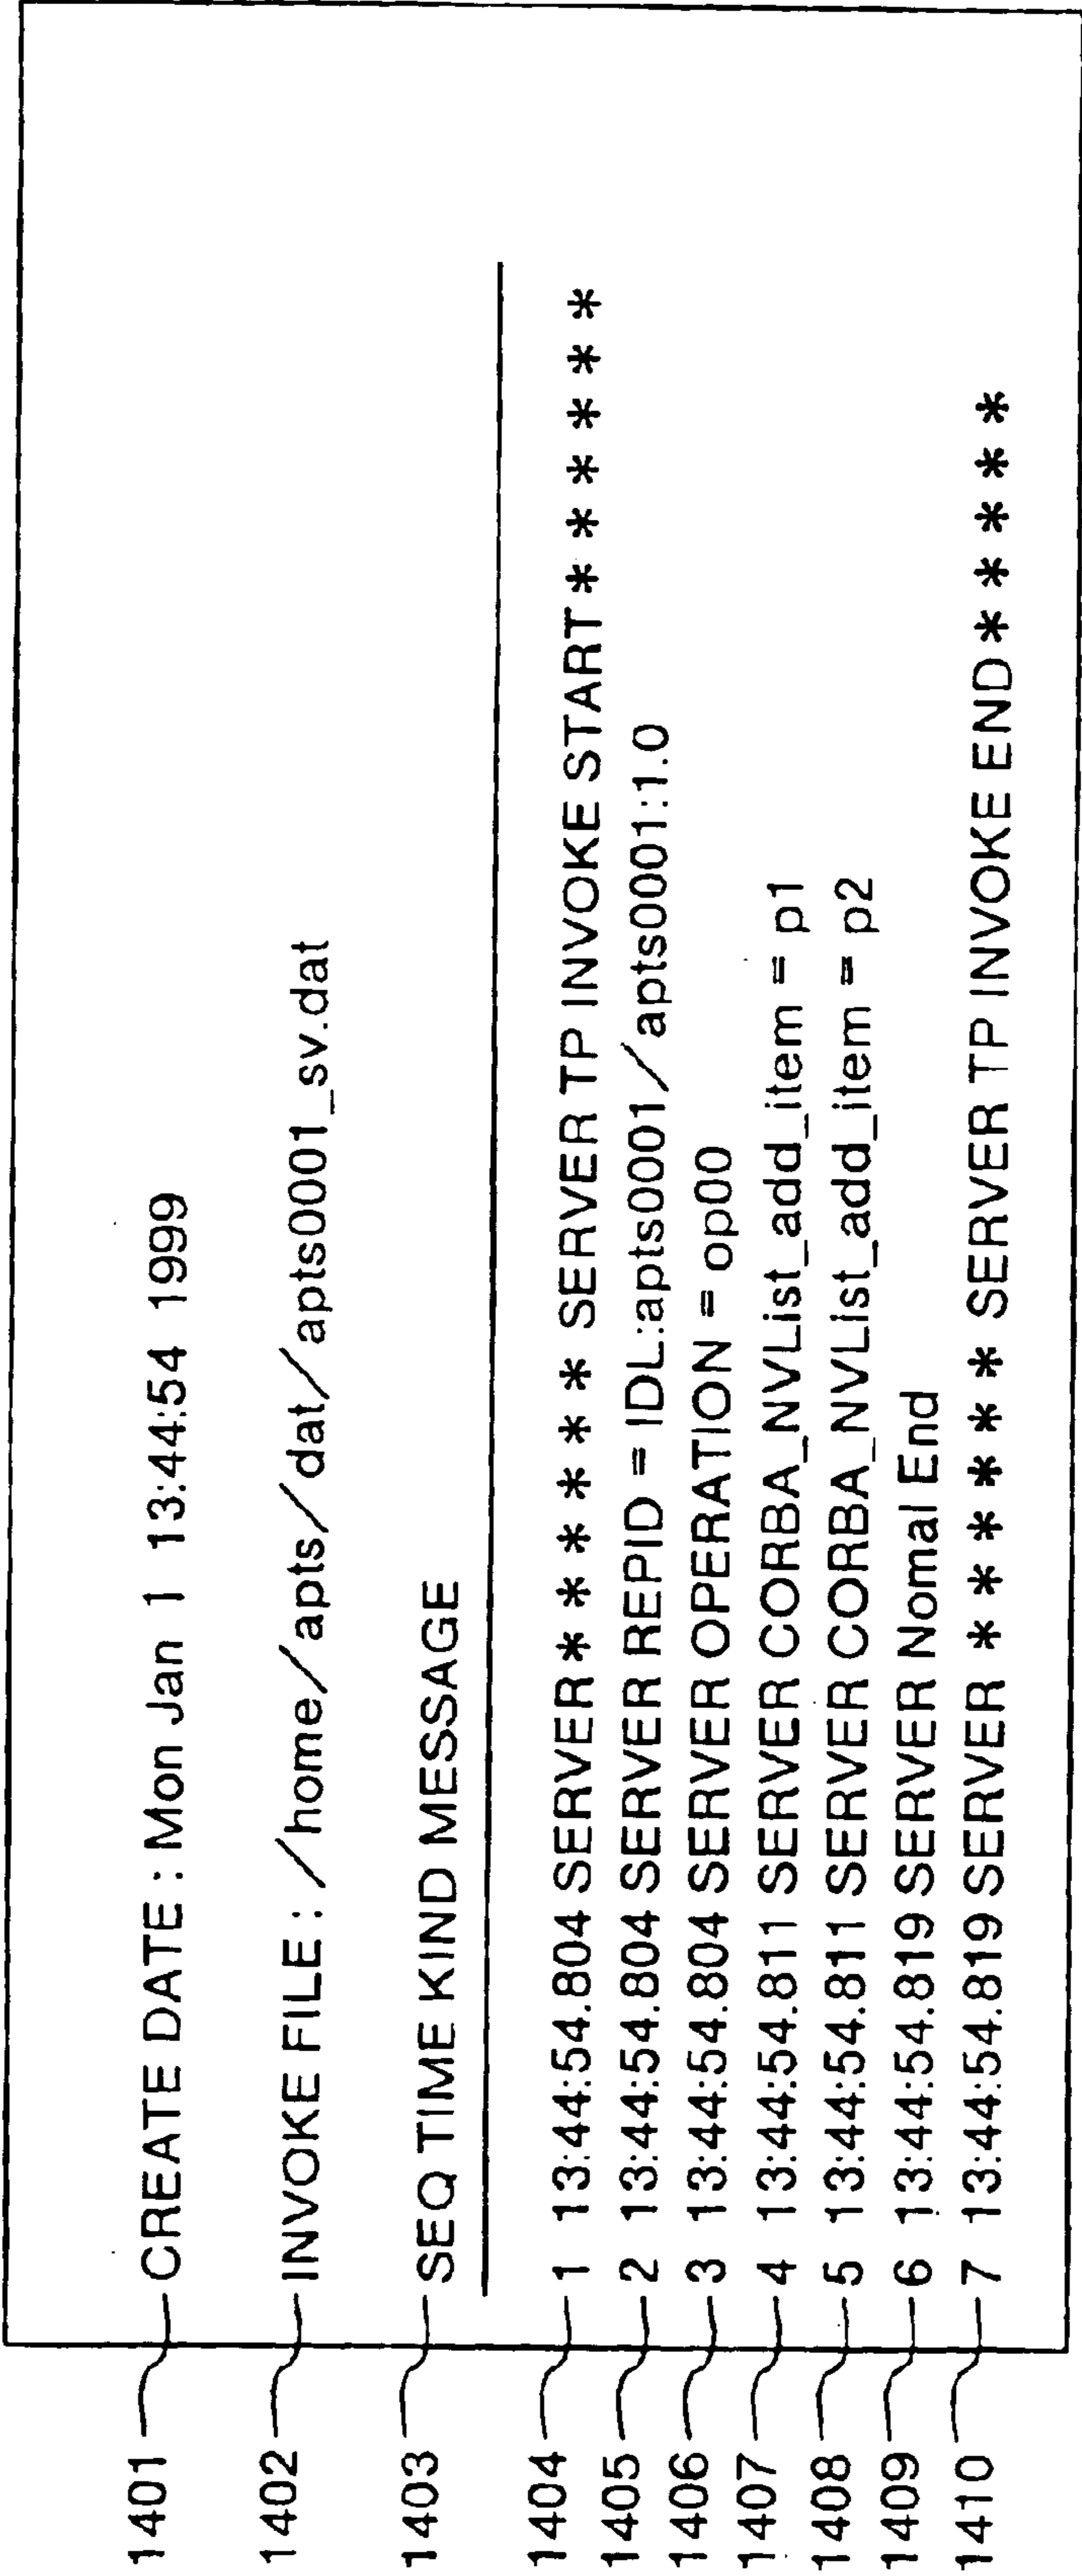 1401 CREATE DATE : Mon Jan 1 13:44:54 1999
1402 INVOKE FILE : /home/apts/dat/apts0001_sv.dat
1403 SEQ TIME KIND MESSAGE
1404 1 13:44:54.804 SERVER * * * * * * SERVER TP INVOKE START * * * * * *
1405 2 13:44:54.804 SERVER REPID = IDL:apts0001/apts0001:1.0
1406 3 13:44:54.804 SERVER OPERATION = op00
1407 4 13:44:54.811 SERVER CORBA_NVList_add_item = p1
1408 5 13:44:54.811 SERVER CORBA_NVList_add_item = p2
1409 6 13:44:54.819 SERVER Nomal End
1410 7 13:44:54.819 SERVER * * * * * * SERVER TP INVOKE END * * * * *